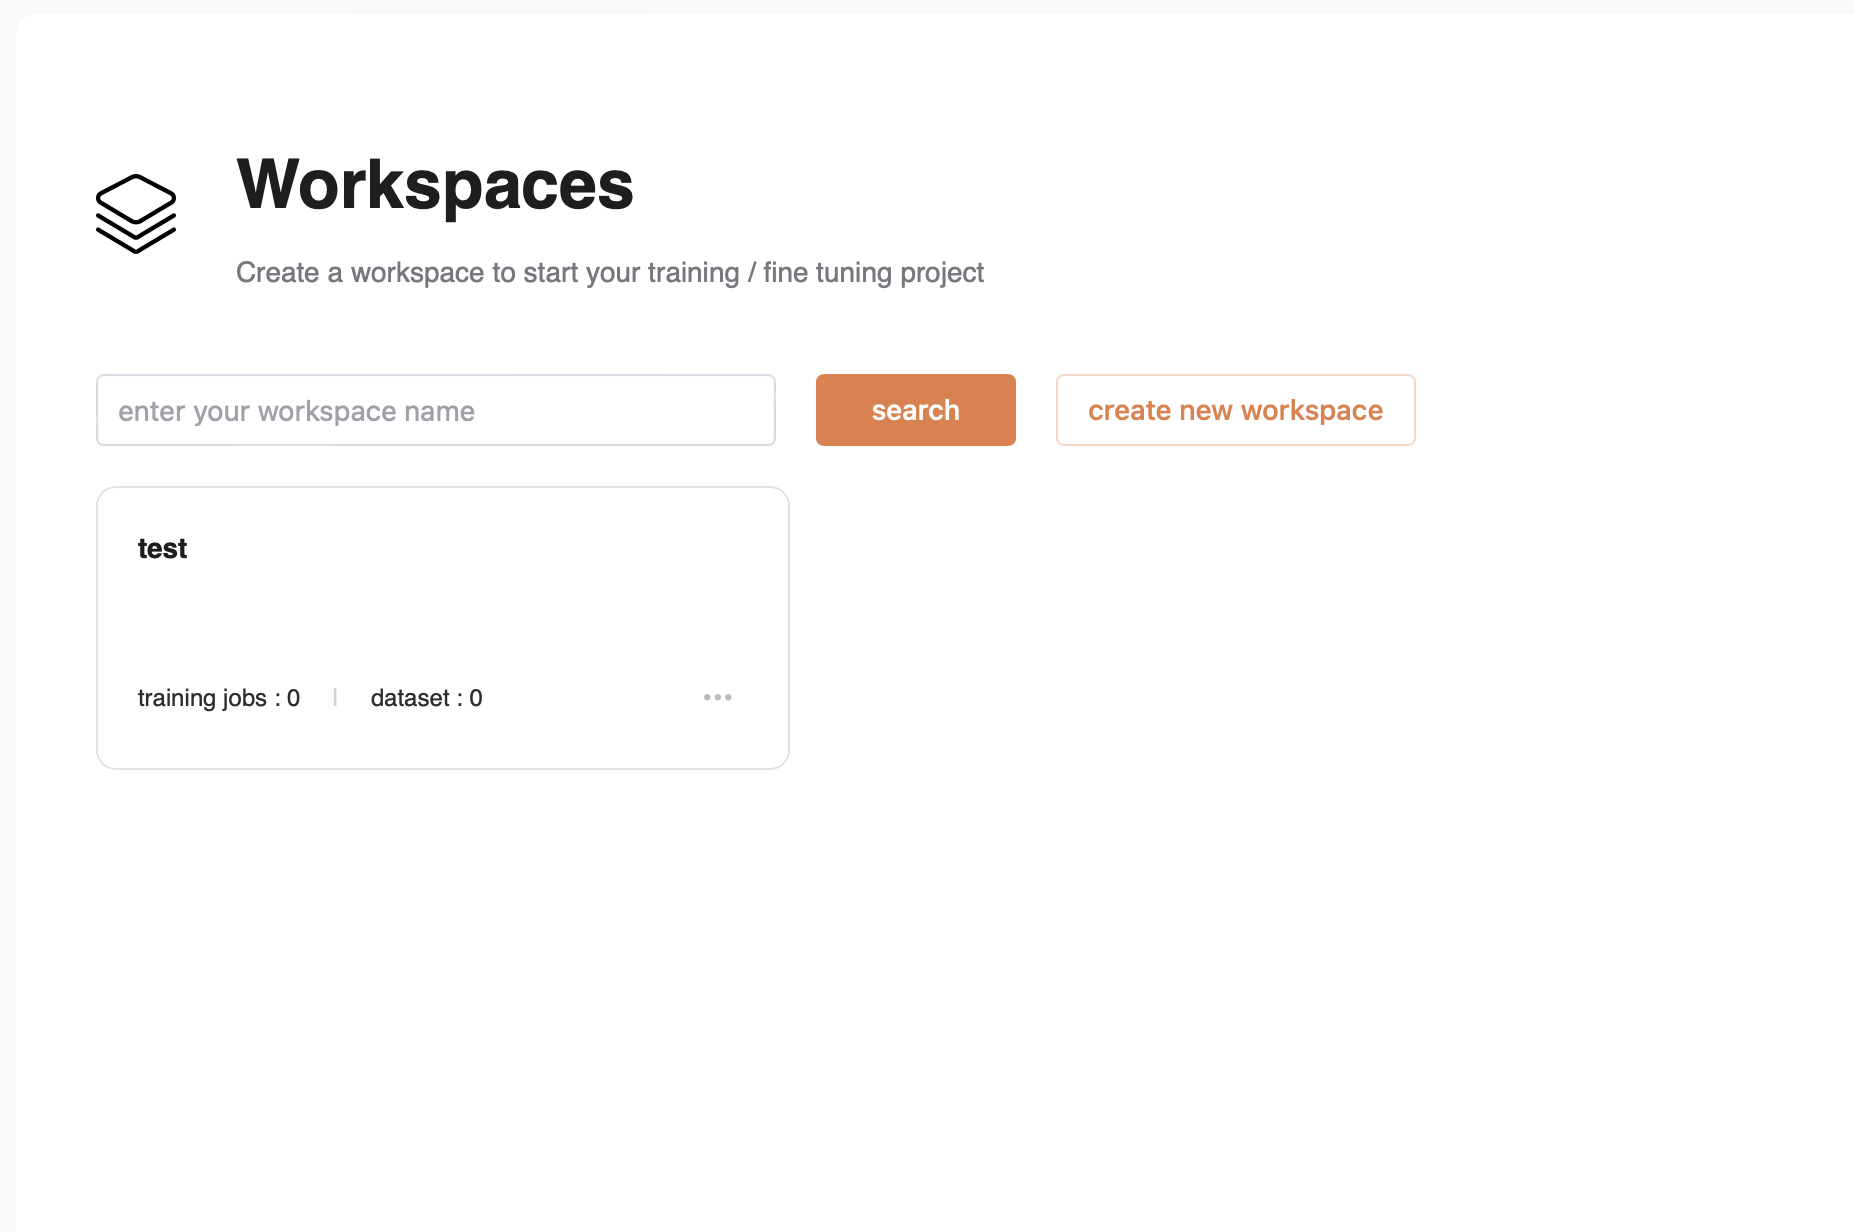 Workspaces
Create a workspace to start your training / fine tuning project
enter your workspace name
search
create new workspace
test
training jobs : 0 | dataset : 0